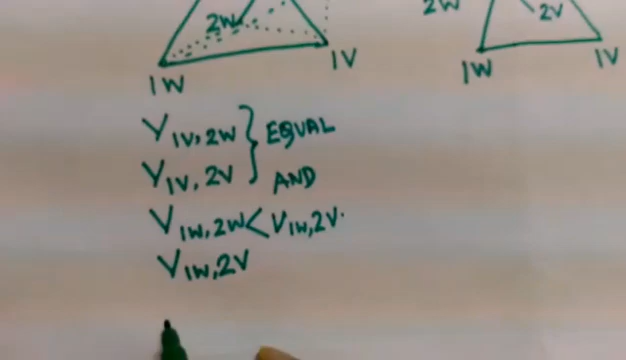 2W 2W 2V
1W 1V 1W 1V
V1V,2W } EQUAL
V1V,2V AND
V1W,2W < V1W,2V.
V1W,2V